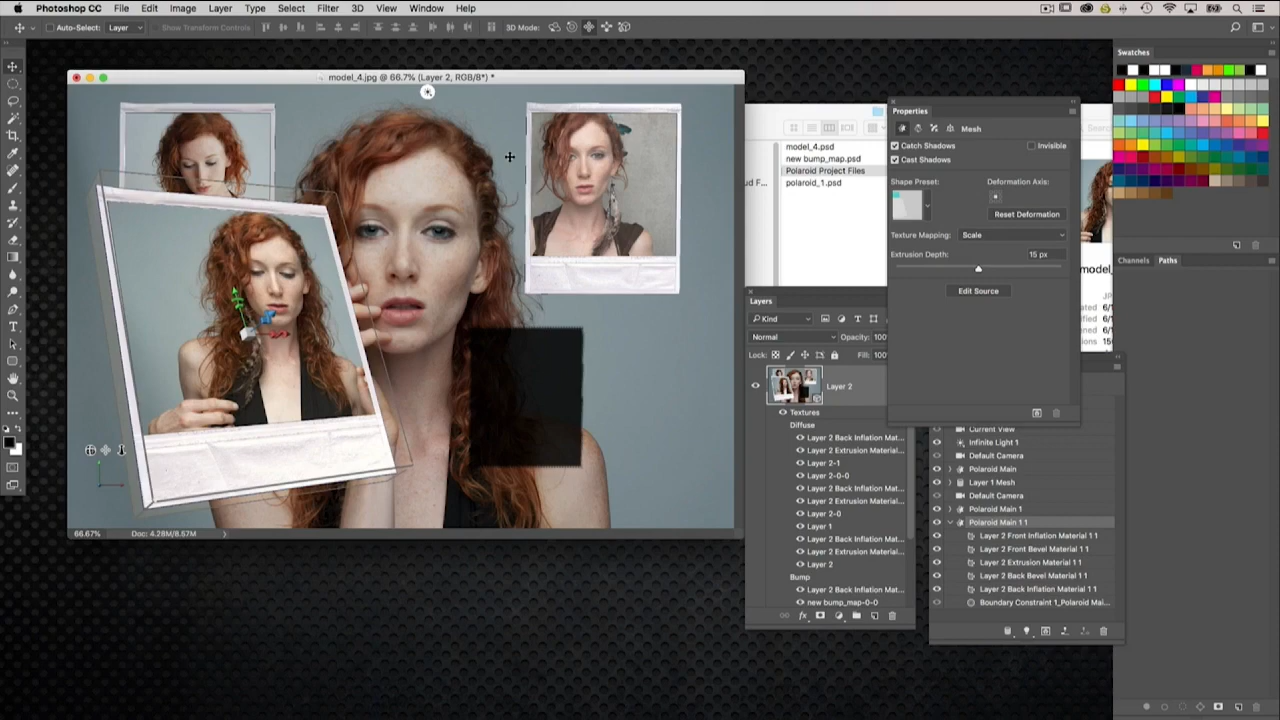 Photoshop CC File Edit Image Layer Type Select Filter 3D View Window Help
Auto-Select: Layer Show Transform Controls 3D Mode:
model_4.jpg @ 66.7% (Layer 2, RGB/8*) *
66.67% Doc: 4.28M/8.57M
model_4.psd
new bump_map.psd
Polaroid Project Files
polaroid_1.psd
ud F...
Search
Properties
Mesh
Catch Shadows Invisible
Cast Shadows
Shape Preset: Deformation Axis:
Reset Deformation
Texture Mapping: Scale
Extrusion Depth: 15 px
Edit Source
Layers
Kind
Normal Opacity: 100
Lock: Fill: 100
Layer 2
Textures
Diffuse
Layer 2 Back Inflation Mat...
Layer 2 Extrusion Material...
Layer 2-1
Layer 2-0-0
Layer 2 Back Inflation Mat...
Layer 2 Extrusion Material...
Layer 2-0
Layer 1
Layer 2 Back Inflation Mat...
Layer 2 Extrusion Material...
Layer 2
Bump
Layer 2 Back Inflation Mat...
new bump_map-0-0
fx
Current View
Infinite Light 1
Default Camera
Polaroid Main
Layer 1 Mesh
Default Camera
Polaroid Main 1
Polaroid Main 1 1
Layer 2 Front Inflation Material 1 1
Layer 2 Front Bevel Material 1 1
Layer 2 Extrusion Material 1 1
Layer 2 Back Bevel Material 1 1
Layer 2 Back Inflation Material 1 1
Boundary Constraint 1_Polaroid Mai...
Swatches
Channels Paths
model_